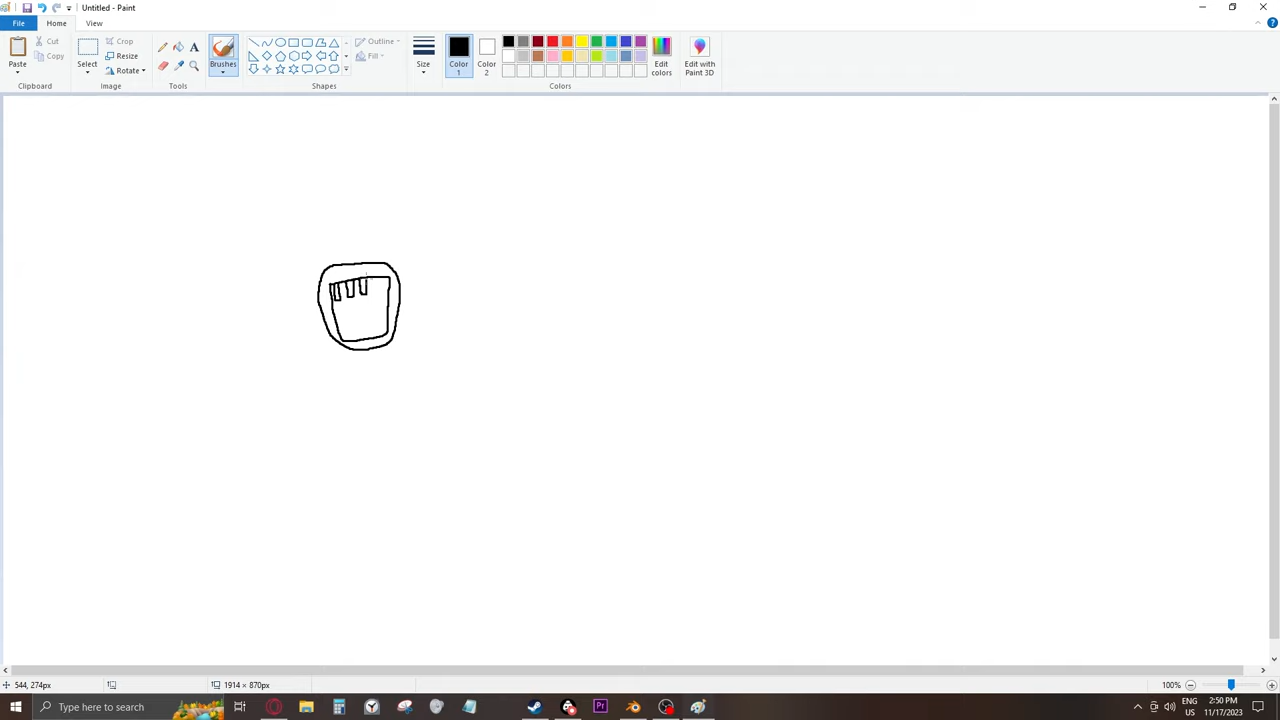 Untitled - Paint
File Home View
Paste
Cut
Copy
Clipboard
Select
Crop
Resize
Rotate
Image
A
Tools
Brushes
Outline
Fill
Shapes
Size
Color 1
Color 2
Edit colors
Colors
Edit with Paint 3D
544, 274px
1914 × 870px
100%
Type here to search
Pr
ENG
US
2:50 PM
11/17/2023